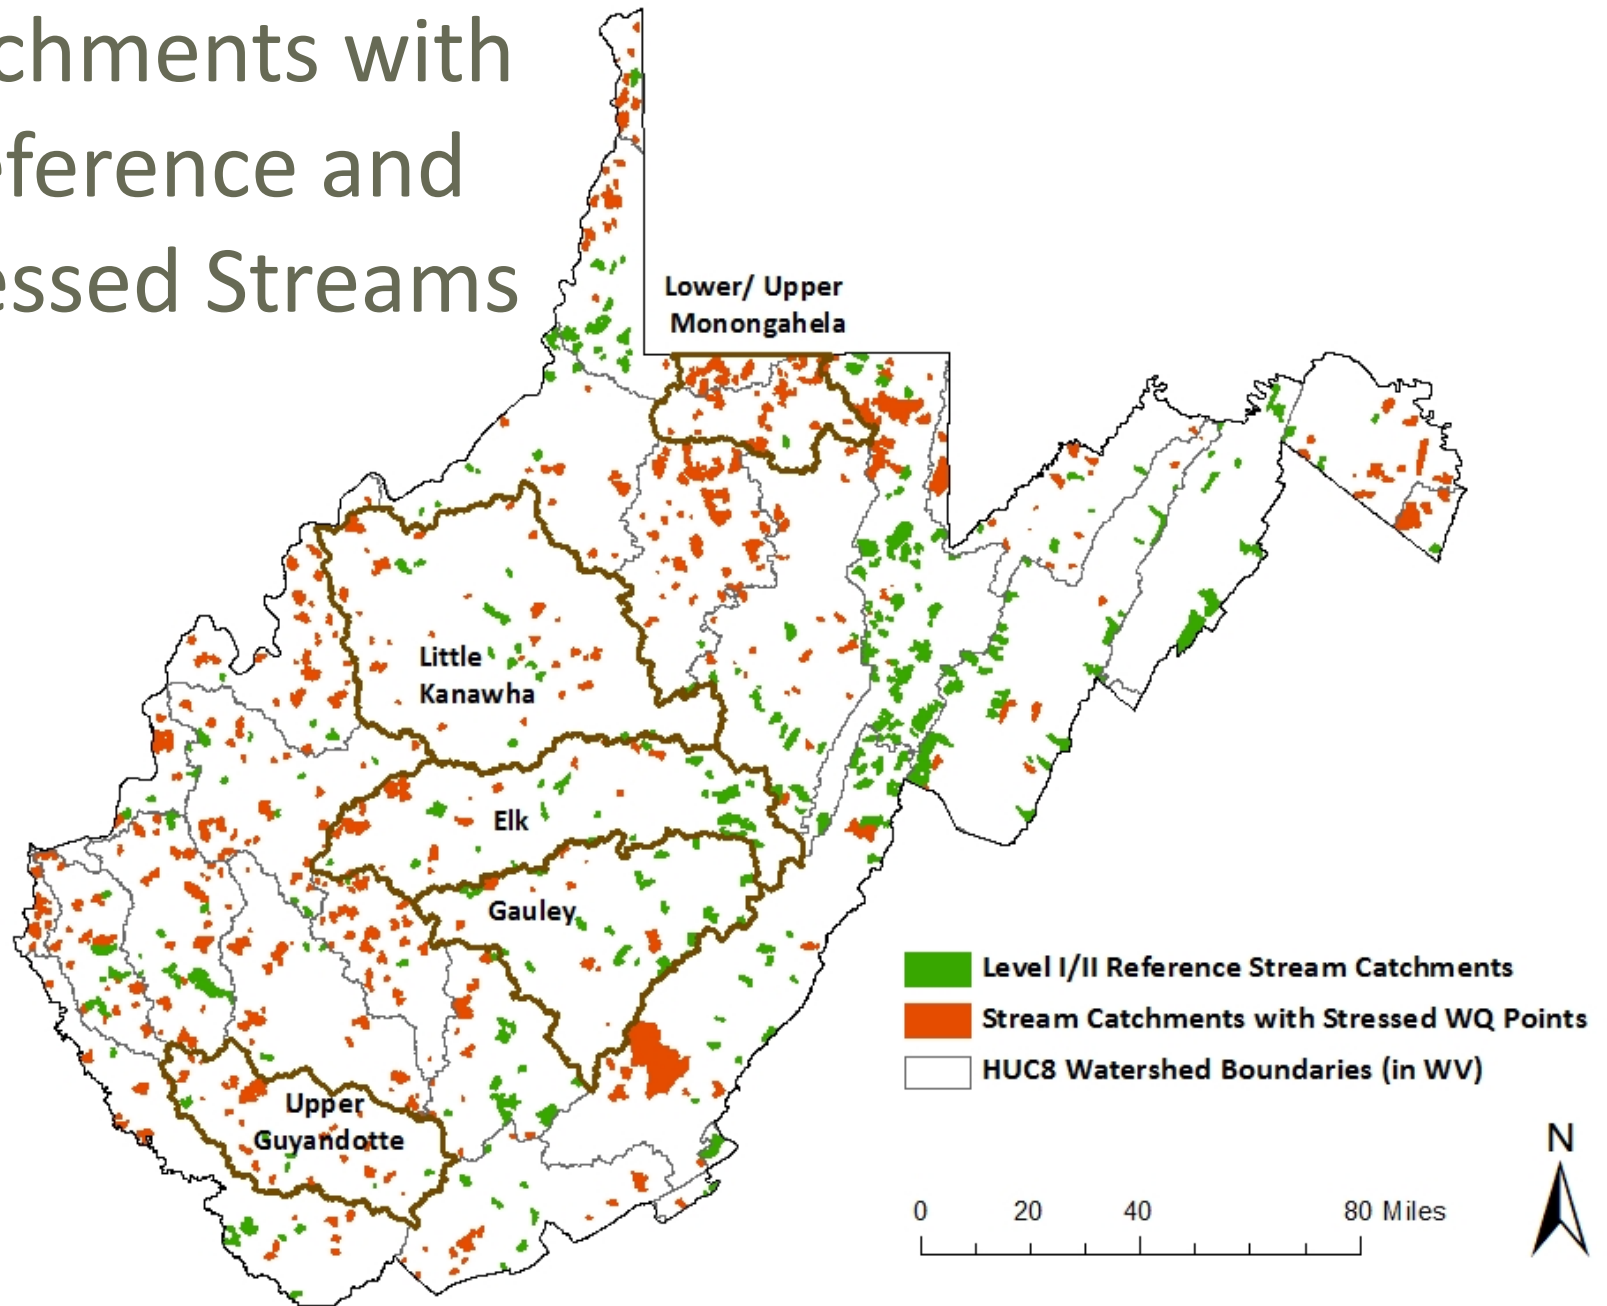 chments with
ference and
essed Streams
Lower/ Upper
Monongahela
Little
Kanawha
Elk
Gauley
Upper
Guyandotte
Level I/II Reference Stream Catchments
Stream Catchments with Stressed WQ Points
HUC8 Watershed Boundaries (in WV)
N
0 20 40 80 Miles